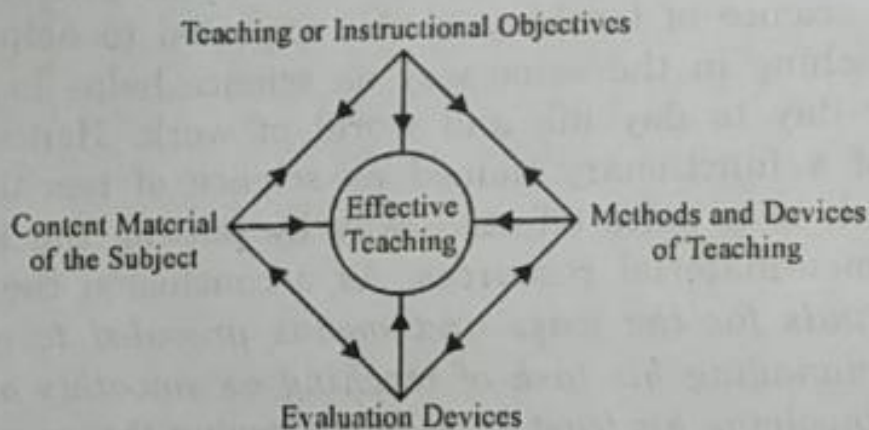 Teaching or Instructional Objectives
Content Material
of the Subject
Effective
Teaching
Methods and Devices
of Teaching
Evaluation Devices